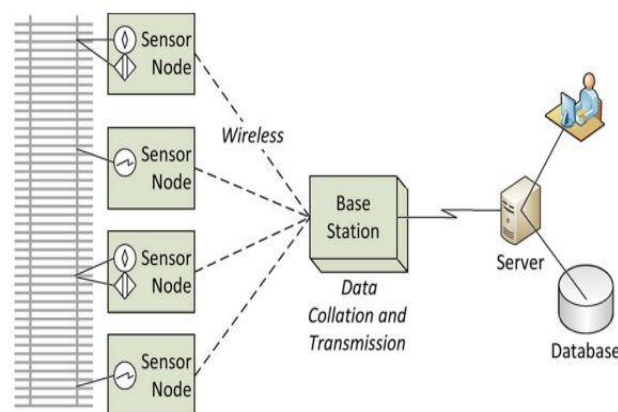 Sensor
Node
Wireless
Sensor
Node
Base
Station
Sensor
Node
Server
Data
Collation and
Transmission
Sensor
Node
Database